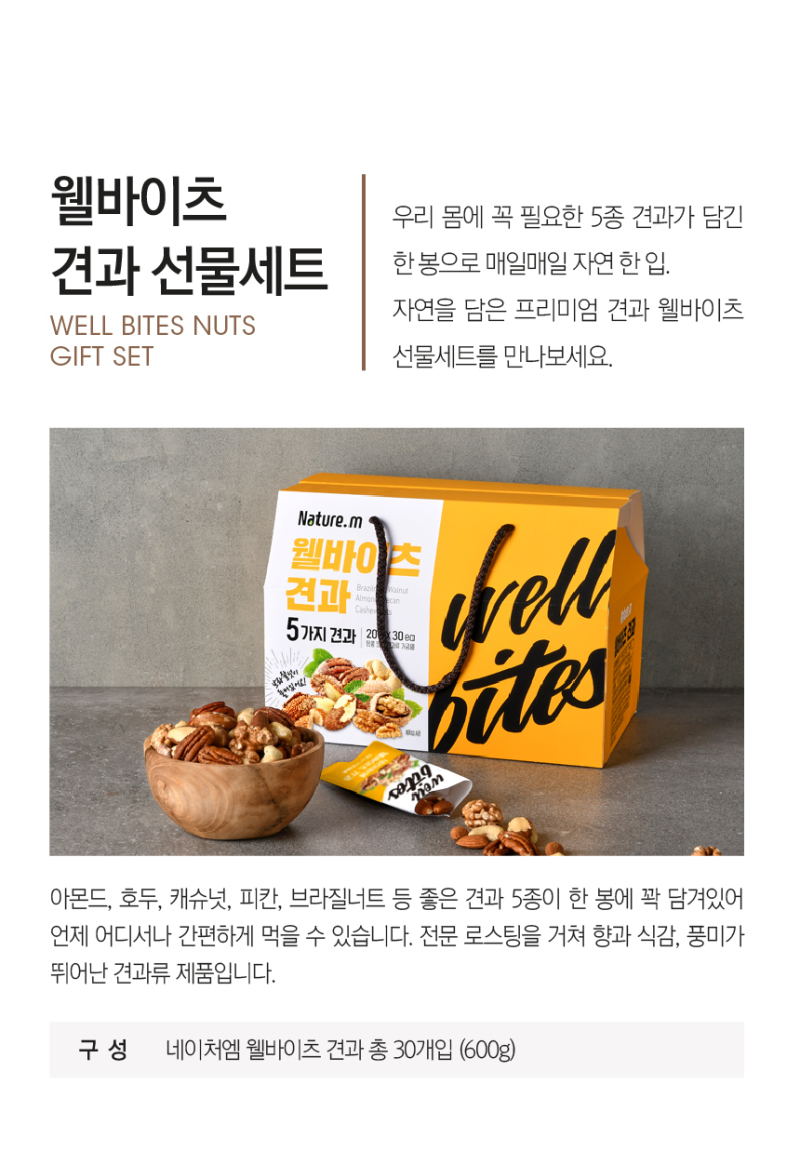 웰바이츠
견과 선물세트
WELL BITES NUTS
GIFT SET
우리 몸에 꼭 필요한 5종 견과가 담긴
한 봉으로 매일매일 자연 한 입.
자연을 담은 프리미엄 견과 웰바이츠
선물세트를 만나보세요.
Nature.m
웰바이츠
견과
5가지 견과
well
bites
well
bites
아몬드, 호두, 캐슈넛, 피칸, 브라질너트 등 좋은 견과 5종이 한 봉에 꽉 담겨있어
언제 어디서나 간편하게 먹을 수 있습니다. 전문 로스팅을 거쳐 향과 식감, 풍미가
뛰어난 견과류 제품입니다.
구 성 네이처엠 웰바이츠 견과 총 30개입 (600g)